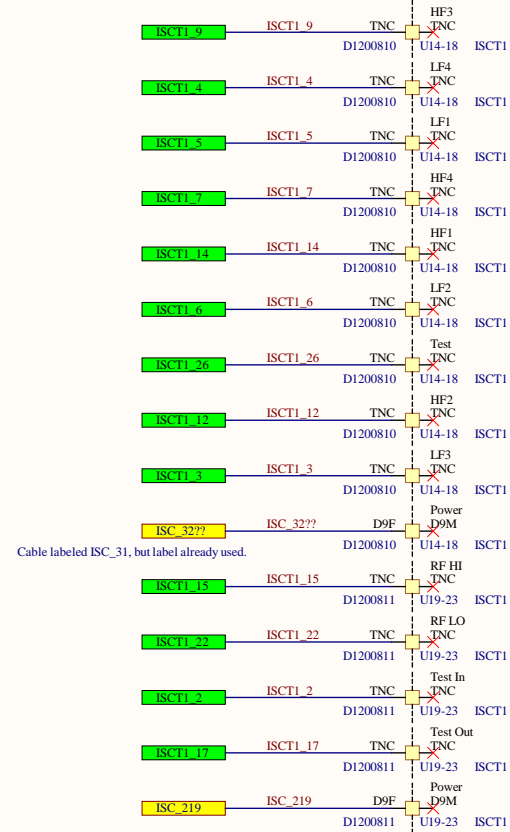 HF3
ISCT1_9 ISCT1_9 TNC TNC
D1200810 U14-18 ISCT1
LF4
ISCT1_4 ISCT1_4 TNC TNC
D1200810 U14-18 ISCT1
LF1
ISCT1_5 ISCT1_5 TNC TNC
D1200810 U14-18 ISCT1
HF4
ISCT1_7 ISCT1_7 TNC TNC
D1200810 U14-18 ISCT1
HF1
ISCT1_14 ISCT1_14 TNC TNC
D1200810 U14-18 ISCT1
LF2
ISCT1_6 ISCT1_6 TNC TNC
D1200810 U14-18 ISCT1
Test
ISCT1_26 ISCT1_26 TNC TNC
D1200810 U14-18 ISCT1
HF2
ISCT1_12 ISCT1_12 TNC TNC
D1200810 U14-18 ISCT1
LF3
ISCT1_3 ISCT1_3 TNC TNC
D1200810 U14-18 ISCT1
Power
ISC_32?? ISC_32?? D9F D9M
D1200810 U14-18 ISCT1
Cable labeled ISC_31, but label already used.
RF HI
ISCT1_15 ISCT1_15 TNC TNC
D1200811 U19-23 ISCT1
RF LO
ISCT1_22 ISCT1_22 TNC TNC
D1200811 U19-23 ISCT1
Test In
ISCT1_2 ISCT1_2 TNC TNC
D1200811 U19-23 ISCT1
Test Out
ISCT1_17 ISCT1_17 TNC TNC
D1200811 U19-23 ISCT1
Power
ISC_219 ISC_219 D9F D9M
D1200811 U19-23 ISCT1